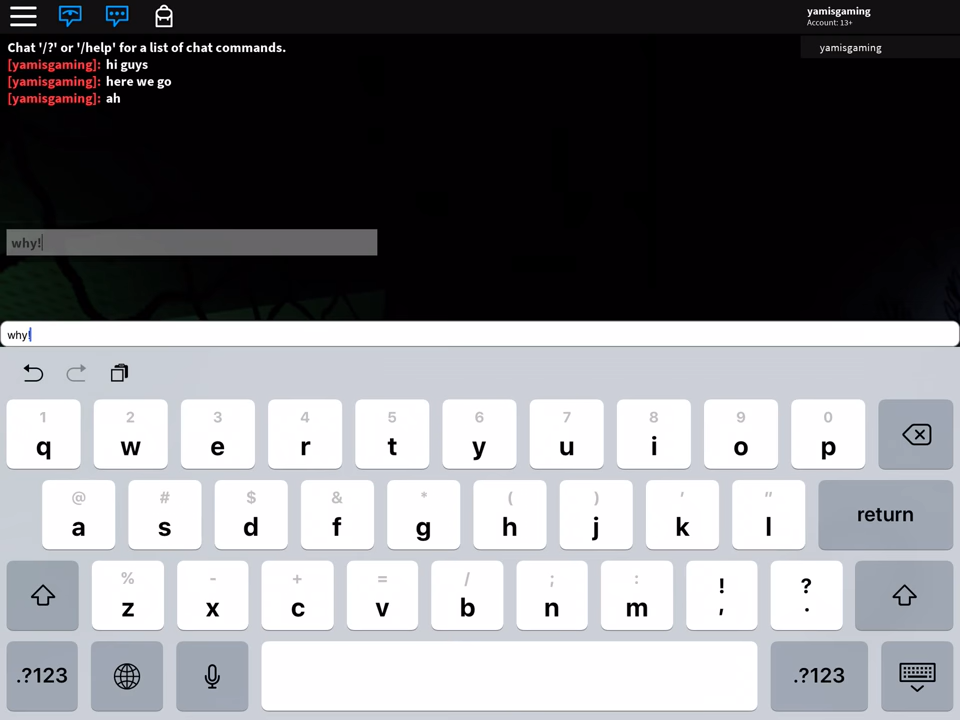 yamisgaming
Account: 13+
yamisgaming
Chat '/?' or '/help' for a list of chat commands.
[yamisgaming]: hi guys
[yamisgaming]: here we go
[yamisgaming]: ah
why!
why!
1 2 3 4 5 6 7 8 9 0
q w e r t y u i o p
@ # $ & * ( ) ' "
a s d f g h j k l return
% - + = / ; : ! ?
z x c v b n m , .
.?123 .?123